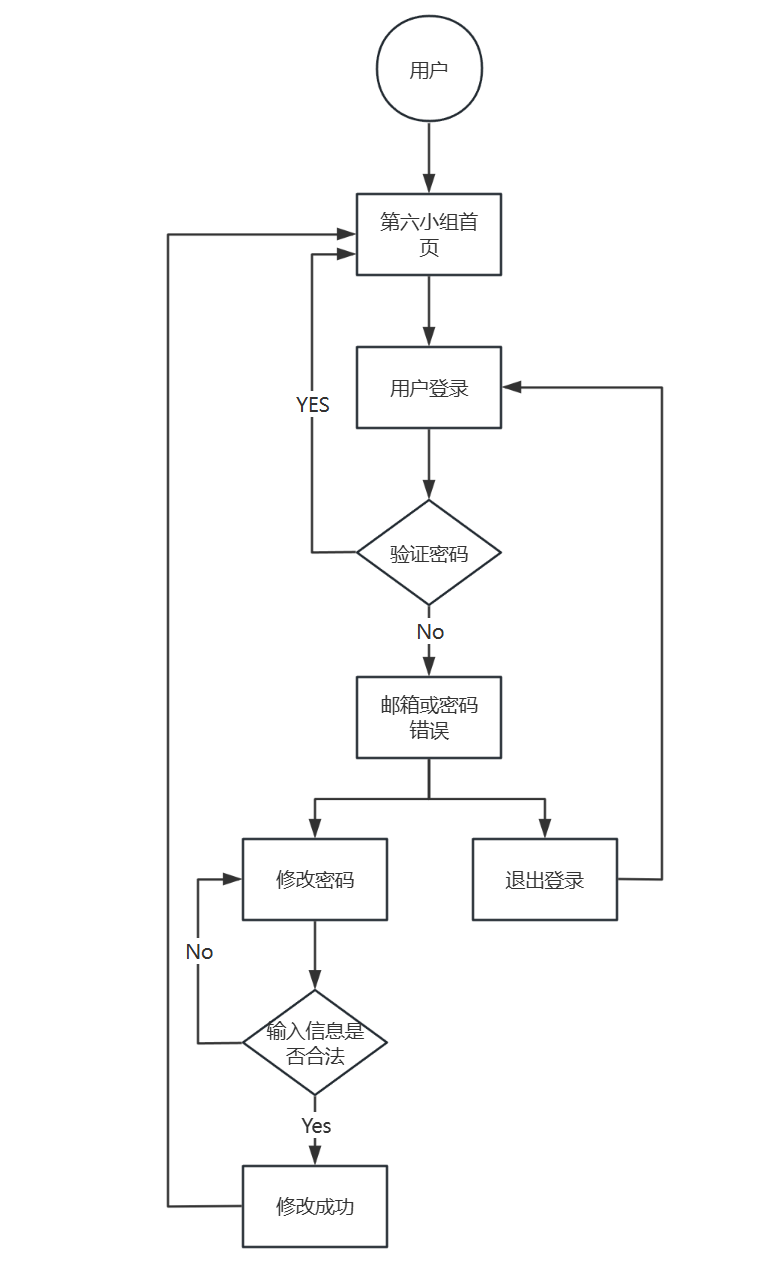 用户
第六小组首
页
用户登录
YES
验证密码
No
邮箱或密码
错误
修改密码
退出登录
No
输入信息是
否合法
Yes
修改成功